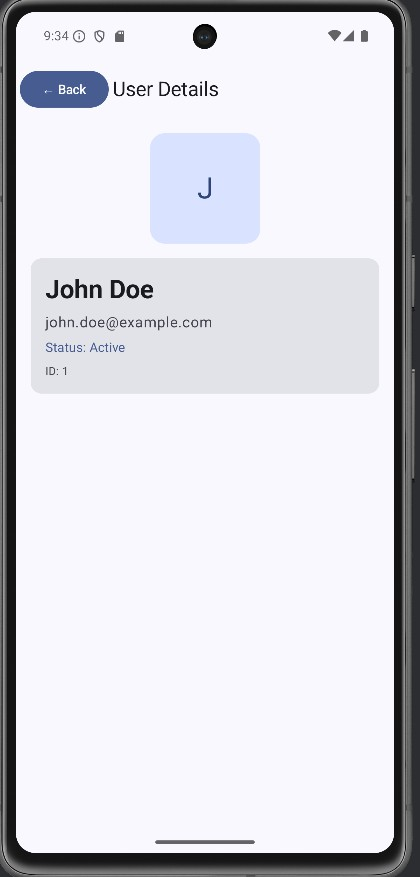 9:34
← Back User Details
J
John Doe
john.doe@example.com
Status: Active
ID: 1